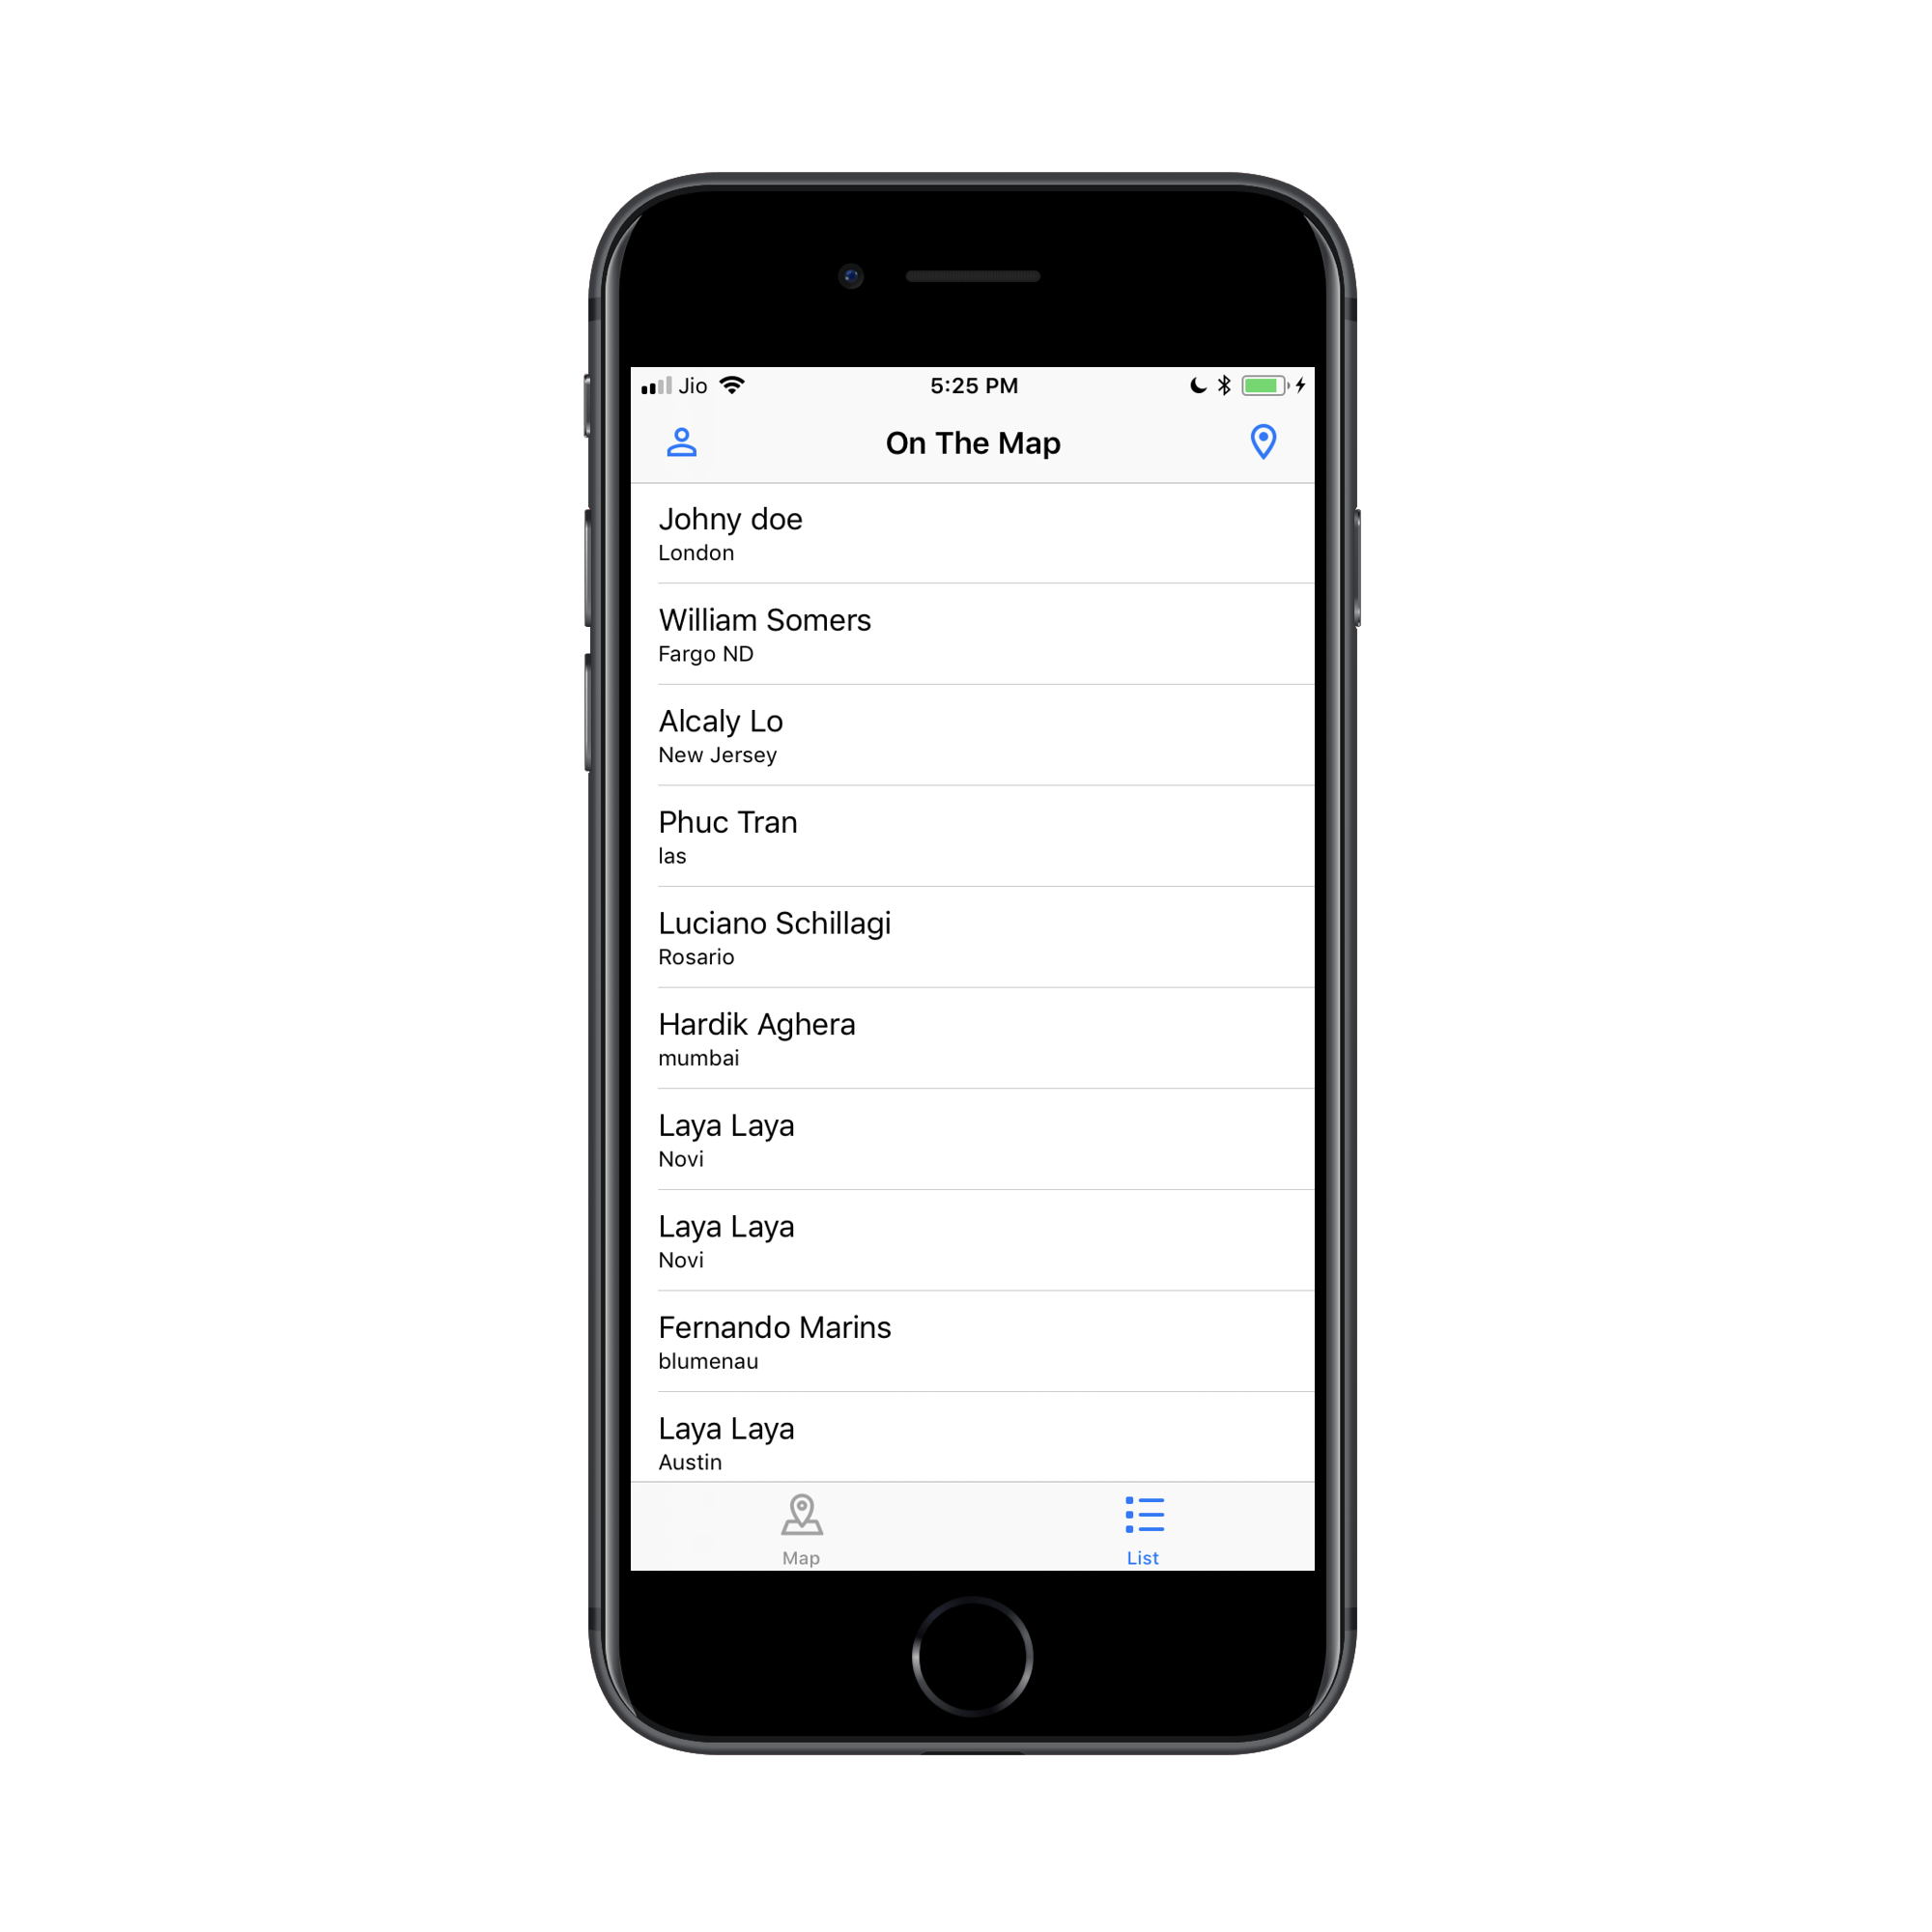 Jio 5:25 PM
On The Map
Johny doe
London
William Somers
Fargo ND
Alcaly Lo
New Jersey
Phuc Tran
las
Luciano Schillagi
Rosario
Hardik Aghera
mumbai
Laya Laya
Novi
Laya Laya
Novi
Fernando Marins
blumenau
Laya Laya
Austin
Map List